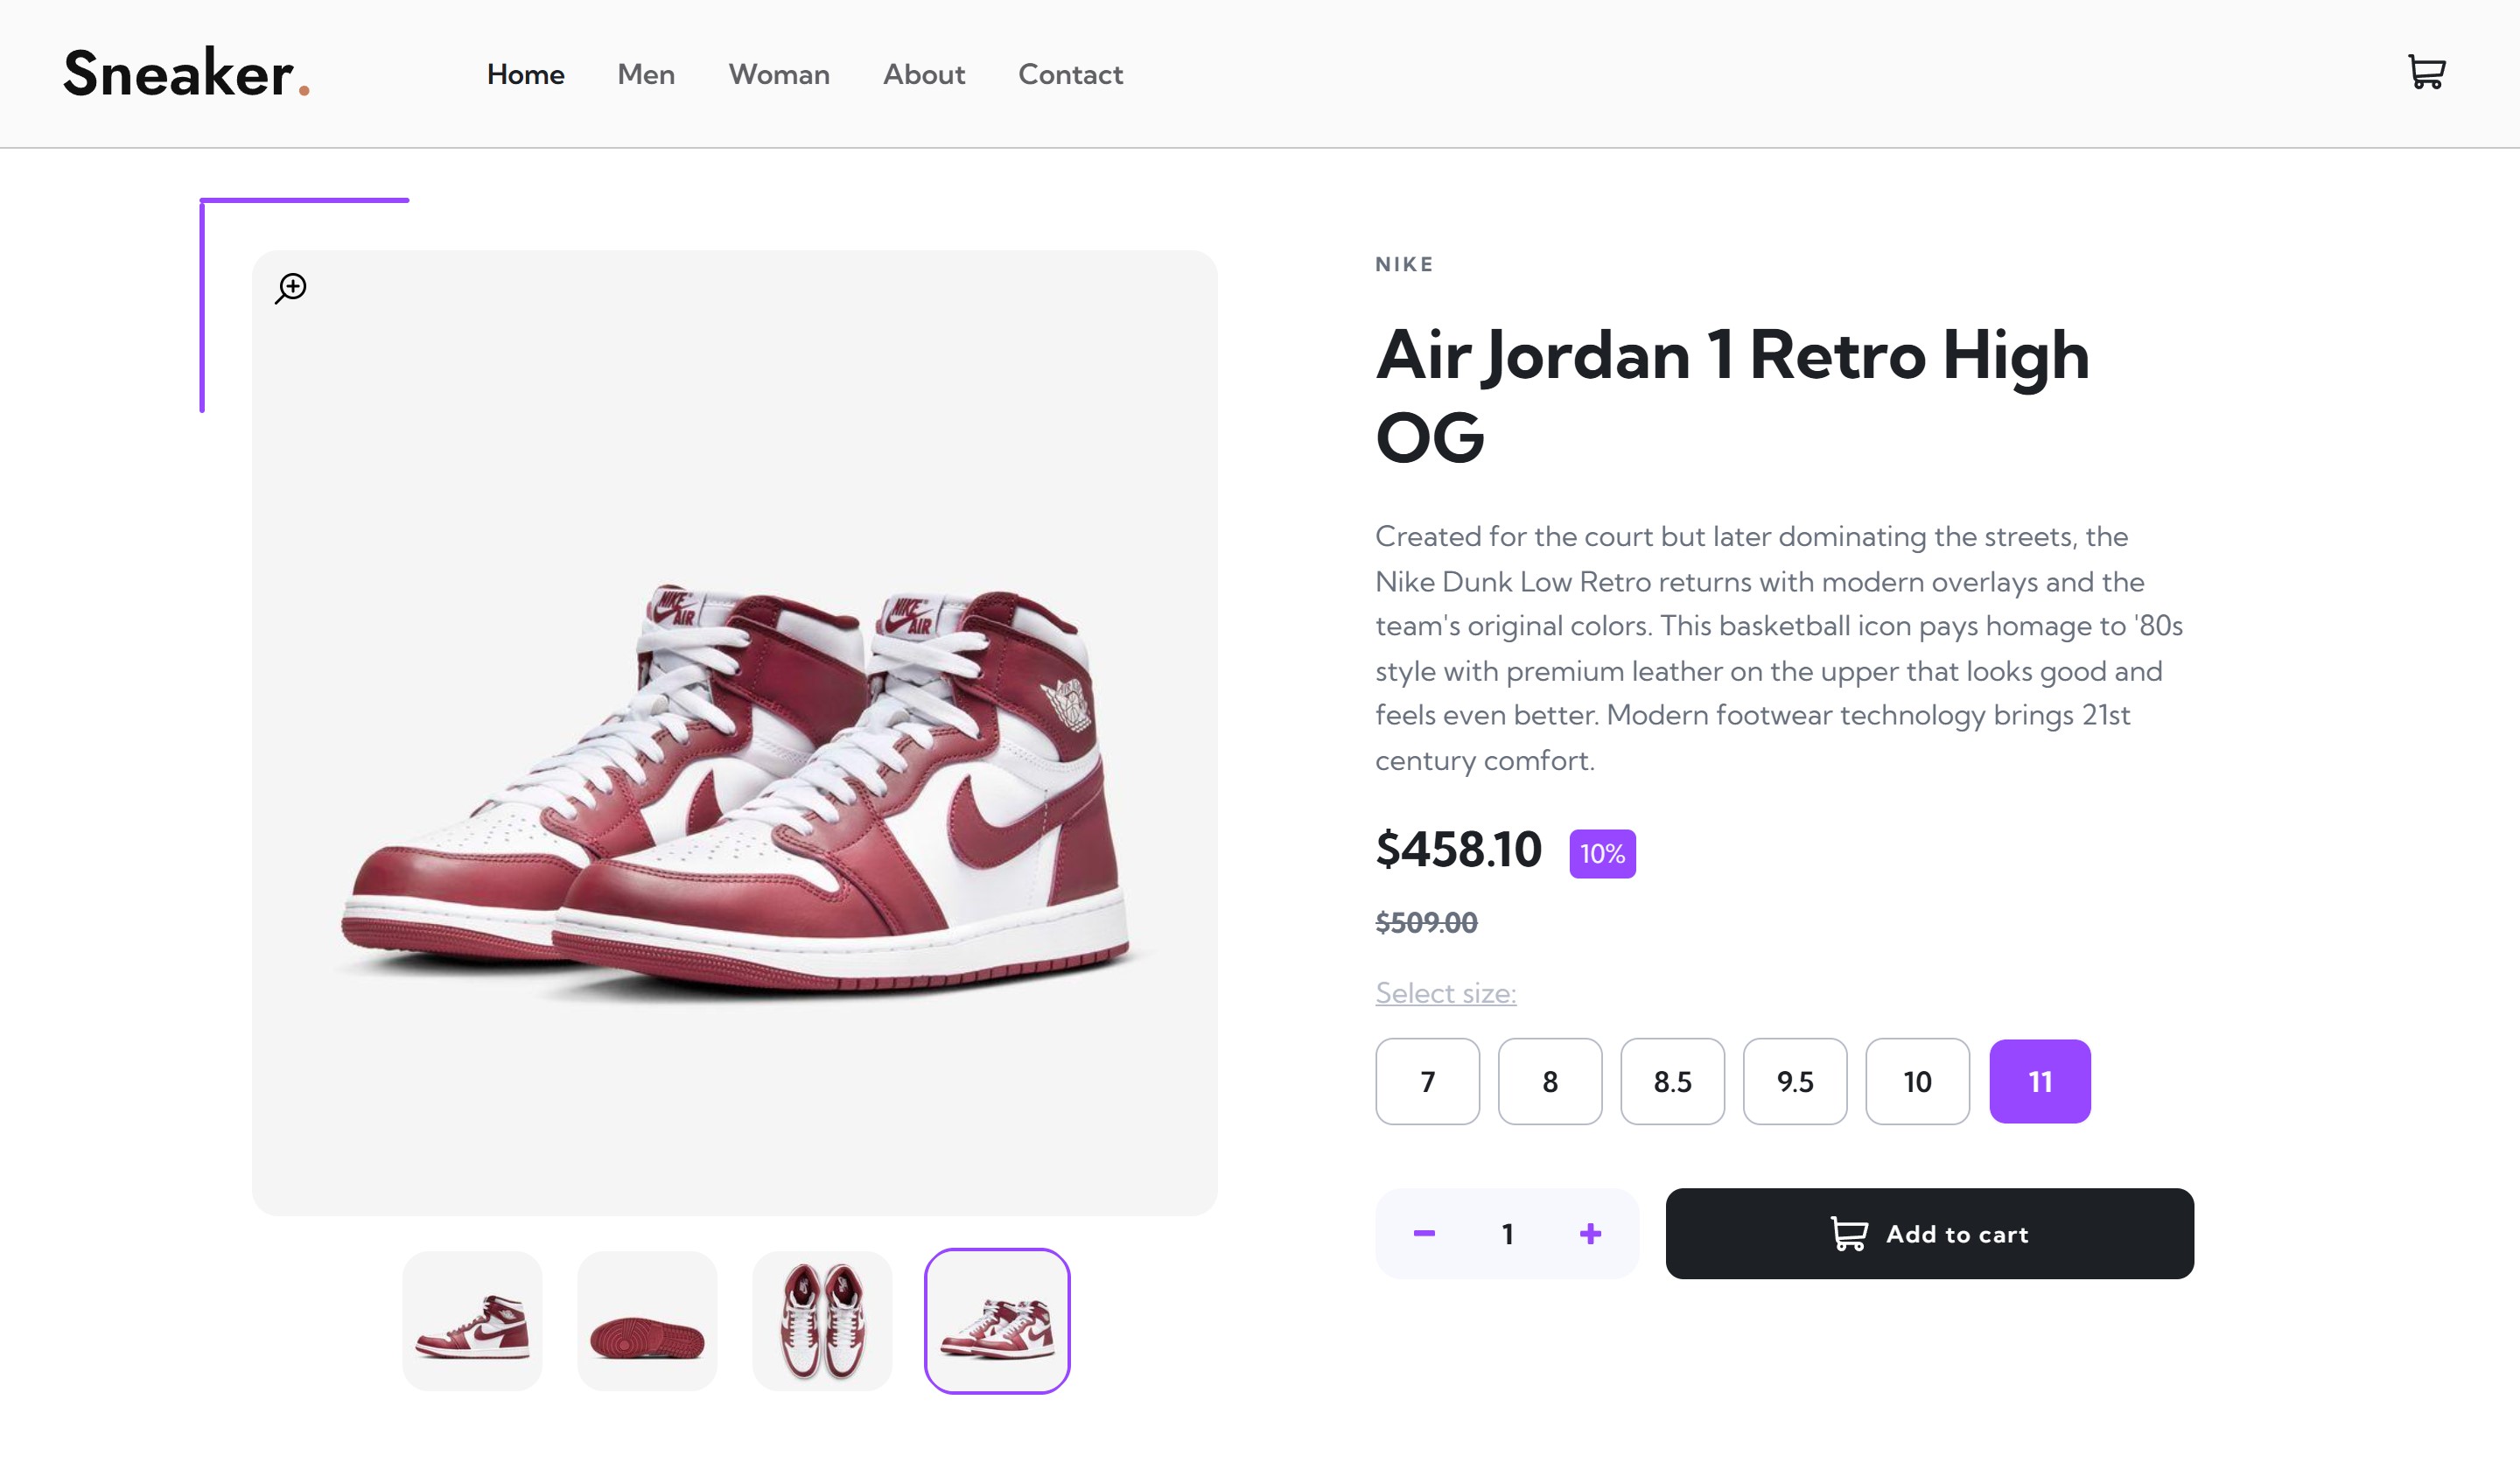 Sneaker.
Home Men Woman About Contact
NIKE
Air Jordan 1 Retro High
OG
Created for the court but later dominating the streets, the
Nike Dunk Low Retro returns with modern overlays and the
team's original colors. This basketball icon pays homage to '80s
style with premium leather on the upper that looks good and
feels even better. Modern footwear technology brings 21st
century comfort.
$458.10 10%
$509.00
Select size:
7 8 8.5 9.5 10 11
1 Add to cart
NIKE
AIR
NIKE
AIR